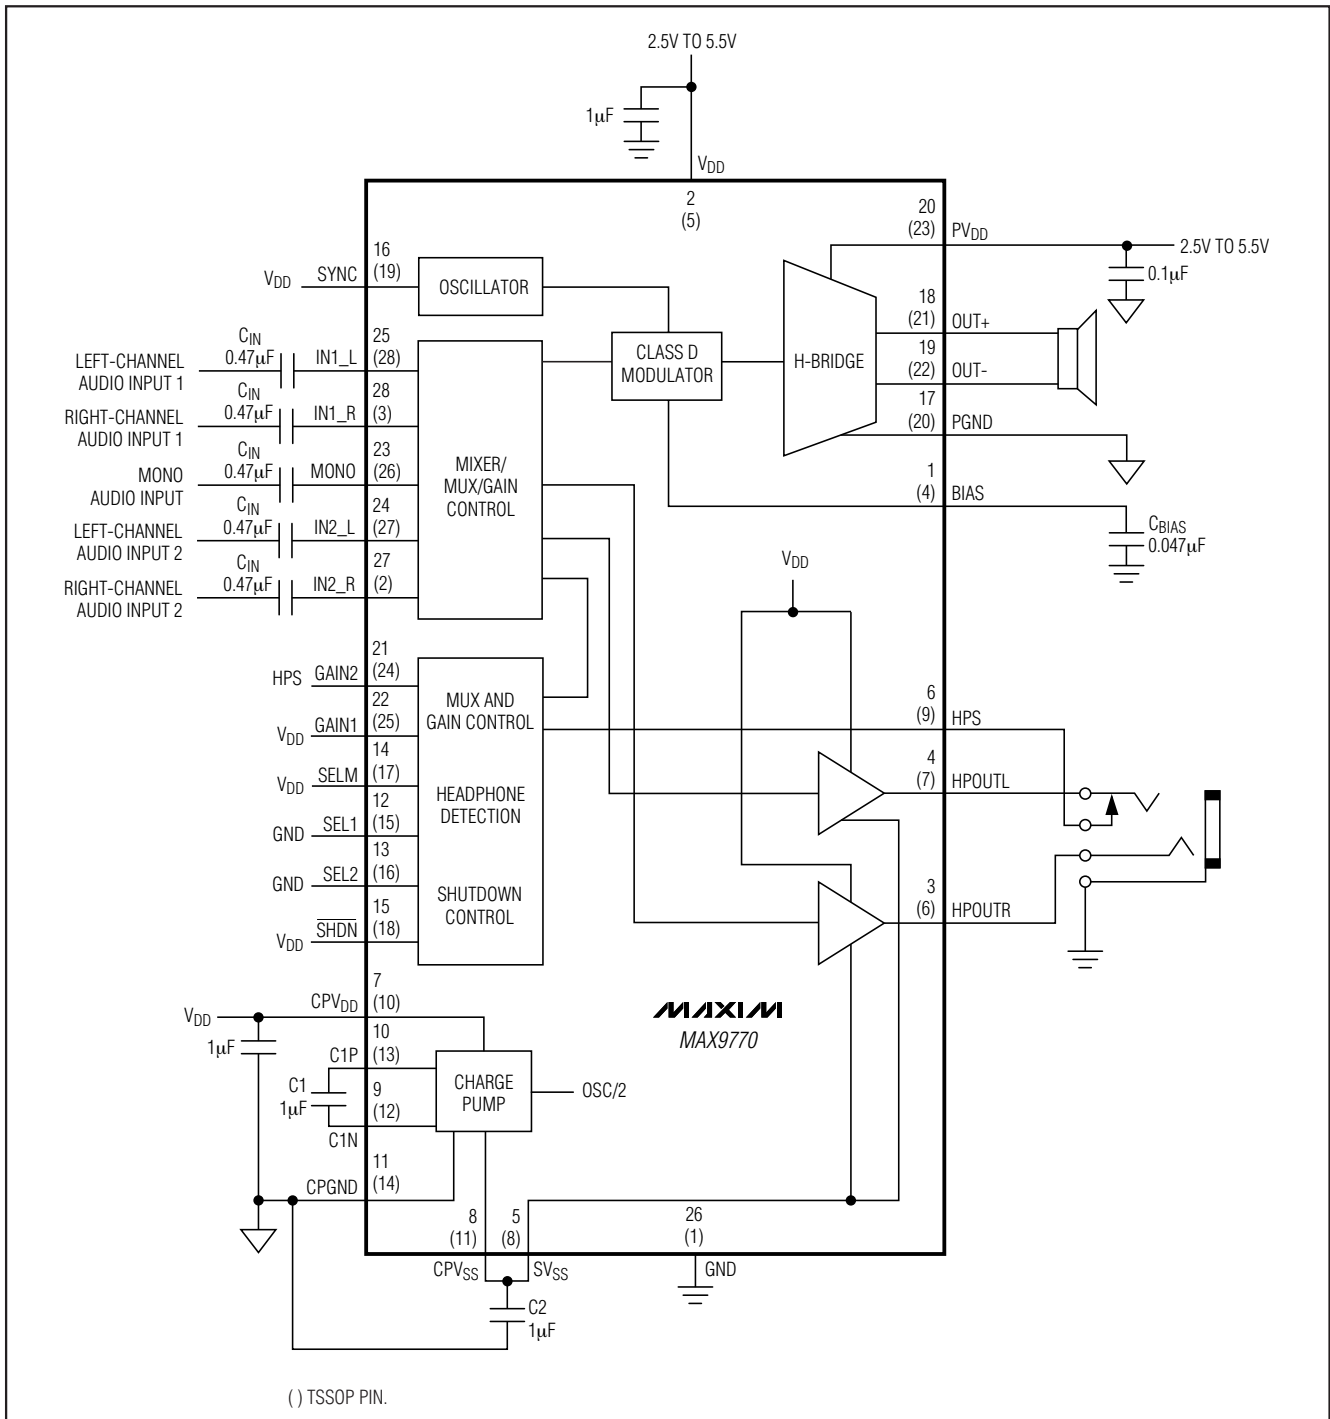 2.5V TO 5.5V
1µF
VDD
2
(5)
20
(23)
PVDD
2.5V TO 5.5V
0.1µF
16
(19)
VDD
SYNC
OSCILLATOR
18
(21)
OUT+
19
(22)
OUT-
17
(20)
PGND
1
(4)
BIAS
CBIAS
0.047µF
CLASS D
MODULATOR
H-BRIDGE
LEFT-CHANNEL
AUDIO INPUT 1
CIN
0.47µF
IN1_L
25
(28)
RIGHT-CHANNEL
AUDIO INPUT 1
CIN
0.47µF
IN1_R
28
(3)
MONO
AUDIO INPUT
CIN
0.47µF
MONO
23
(26)
LEFT-CHANNEL
AUDIO INPUT 2
CIN
0.47µF
IN2_L
24
(27)
RIGHT-CHANNEL
AUDIO INPUT 2
CIN
0.47µF
IN2_R
27
(2)
MIXER/
MUX/GAIN
CONTROL
VDD
HPS
GAIN2
21
(24)
VDD
GAIN1
22
(25)
VDD
SELM
14
(17)
GND
SEL1
12
(15)
GND
SEL2
13
(16)
VDD
SHDN
15
(18)
MUX AND
GAIN CONTROL
HEADPHONE
DETECTION
SHUTDOWN
CONTROL
6
(9)
HPS
4
(7)
HPOUTL
3
(6)
HPOUTR
VDD
1µF
CPVDD
7
(10)
C1P
10
(13)
C1
1µF
9
(12)
C1N
CHARGE
PUMP
OSC/2
MAXIM
MAX9770
CPGND
11
(14)
8
(11)
CPVSS
5
(8)
SVSS
26
(1)
GND
C2
1µF
( ) TSSOP PIN.